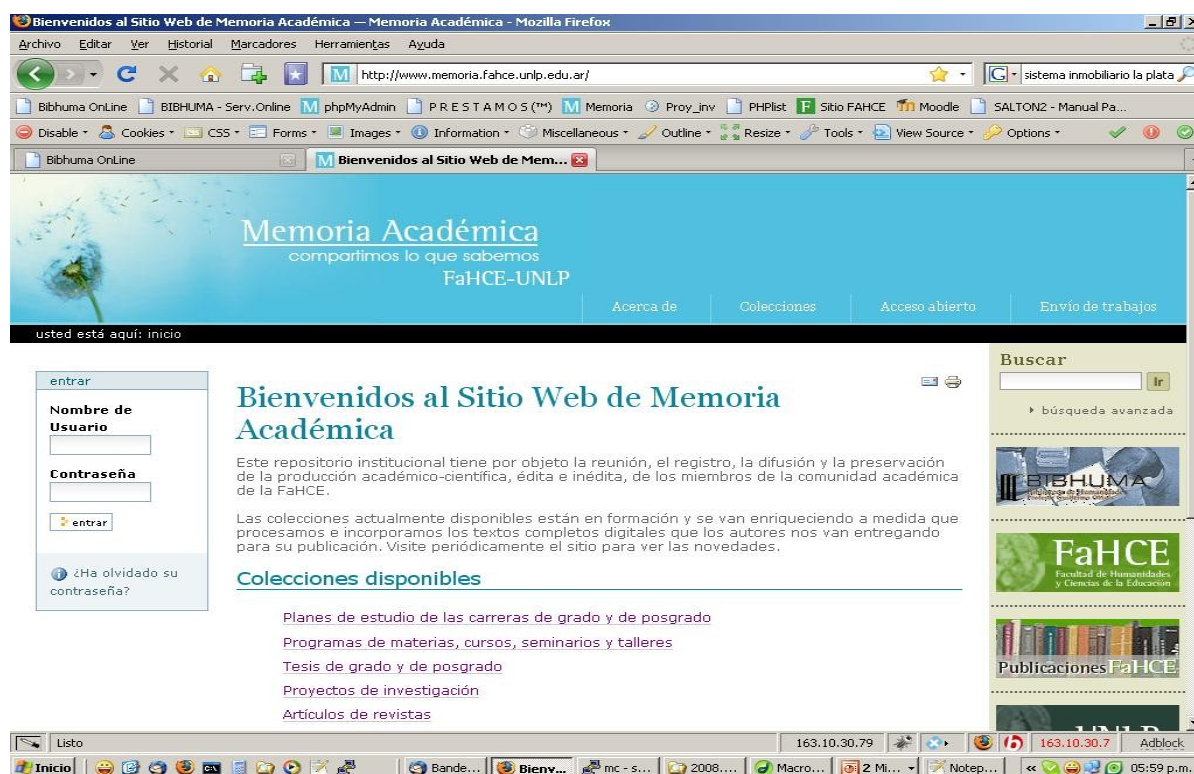 Bienvenidos al Sitio Web de Memoria Académica — Memoria Académica - Mozilla Firefox
Archivo Editar Ver Historial Marcadores Herramientas Ayuda
http://www.memoria.fahce.unlp.edu.ar/ sistema inmobiliario la plata
Bibhuma OnLine BIBHUMA - Serv.Online phpMyAdmin P R E S T A M O S (™) Memoria Proy_inv PHPlist Sitio FAHCE Moodle SALTON2 - Manual Pa...
Disable Cookies CSS Forms Images Information Miscellaneous Outline Resize Tools View Source Options
Bibhuma OnLine Bienvenidos al Sitio Web de Mem...
Memoria Académica
compartimos lo que sabemos
FaHCE-UNLP
Acerca de Colecciones Acceso abierto Envío de trabajos
usted está aquí: inicio
entrar
Nombre de
Usuario
Contraseña
entrar
¿Ha olvidado su
contraseña?
Bienvenidos al Sitio Web de Memoria
Académica
Este repositorio institucional tiene por objeto la reunión, el registro, la difusión y la preservación
de la producción académico-científica, édita e inédita, de los miembros de la comunidad académica
de la FaHCE.
Las colecciones actualmente disponibles están en formación y se van enriqueciendo a medida que
procesamos e incorporamos los textos completos digitales que los autores nos van entregando
para su publicación. Visite periódicamente el sitio para ver las novedades.
Colecciones disponibles
Planes de estudio de las carreras de grado y de posgrado
Programas de materias, cursos, seminarios y talleres
Tesis de grado y de posgrado
Proyectos de investigación
Artículos de revistas
Buscar
Ir
búsqueda avanzada
BIBHUMA
FaHCE
Facultad de Humanidades
y Ciencias de la Educación
Publicaciones FaHCE
Listo 163.10.30.79 163.10.30.7 Adblock
Inicio Bande... Bienv... mc - s... 2008.... Macro... 2 Mi... Notep... 05:59 p.m.